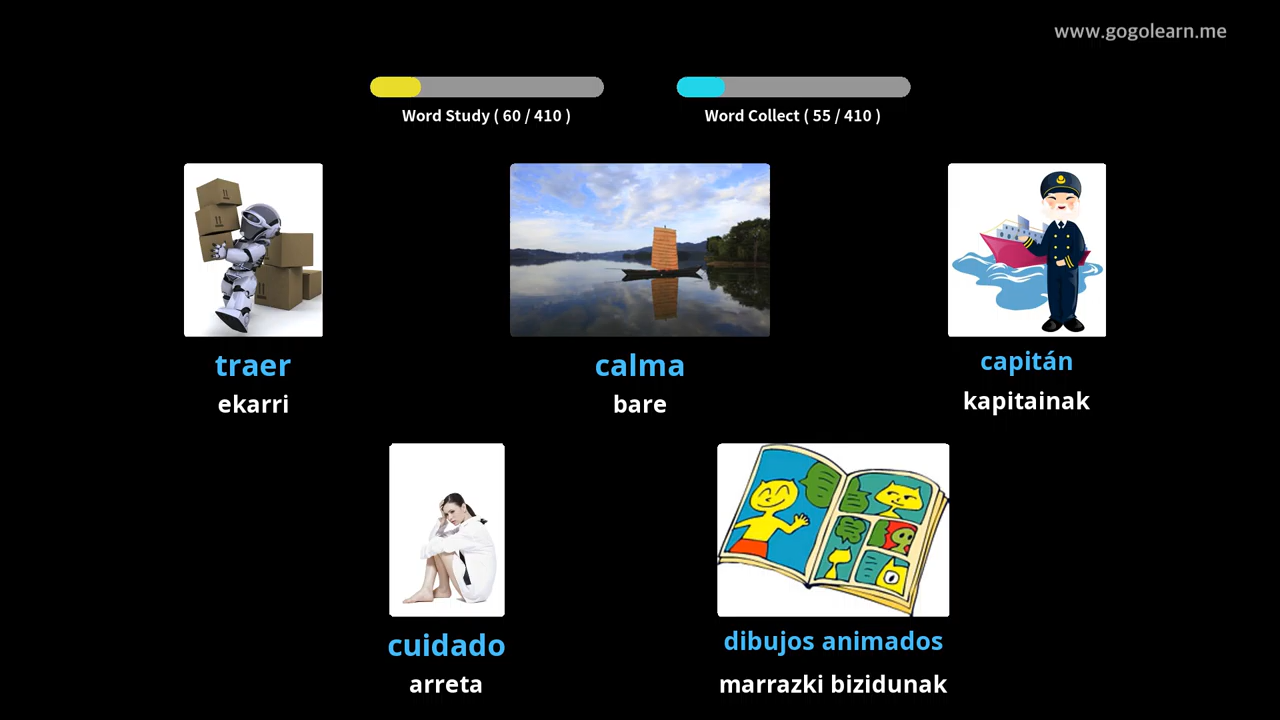 www.gogolearn.me
Word Study ( 60 / 410 )
Word Collect ( 55 / 410 )
traer
ekarri
calma
bare
capitán
kapitainak
cuidado
arreta
dibujos animados
marrazki bizidunak